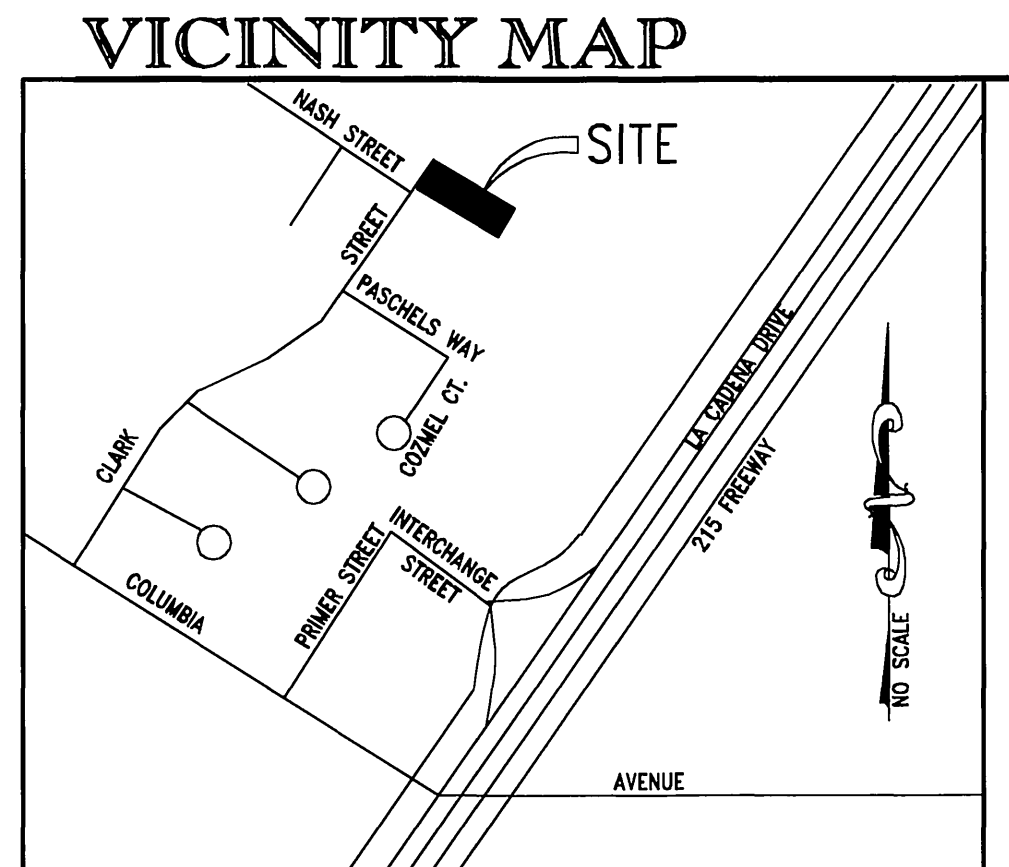 VICINITY MAP
NASH STREET
SITE
STREET
PASCHELS WAY
COZMEL CT.
LA CADENA DRIVE
215 FREEWAY
CLARK
INTERCHANGE
STREET
PRIMER STREET
COLUMBIA
NO SCALE
AVENUE